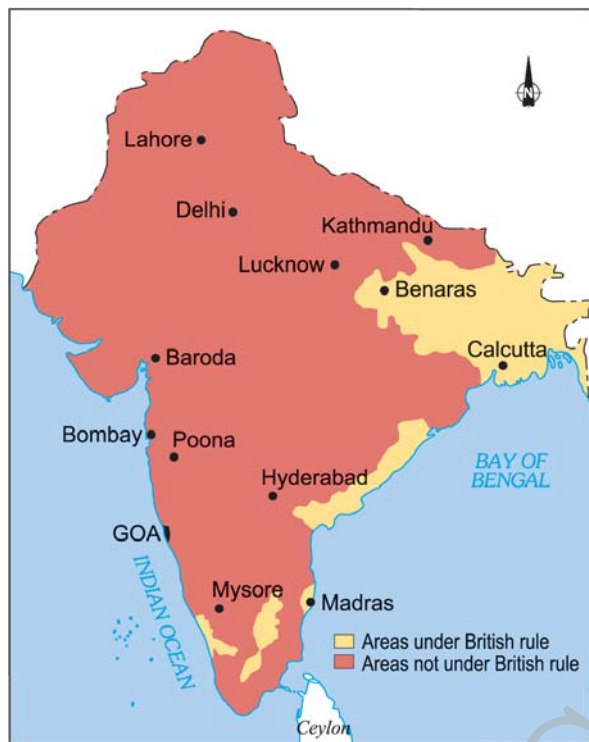 N
Lahore
Delhi
Kathmandu
Lucknow
Benaras
Calcutta
Baroda
Bombay
Poona
Hyderabad
BAY OF
BENGAL
GOA
INDIAN OCEAN
Mysore
Madras
Areas under British rule
Areas not under British rule
Ceylon